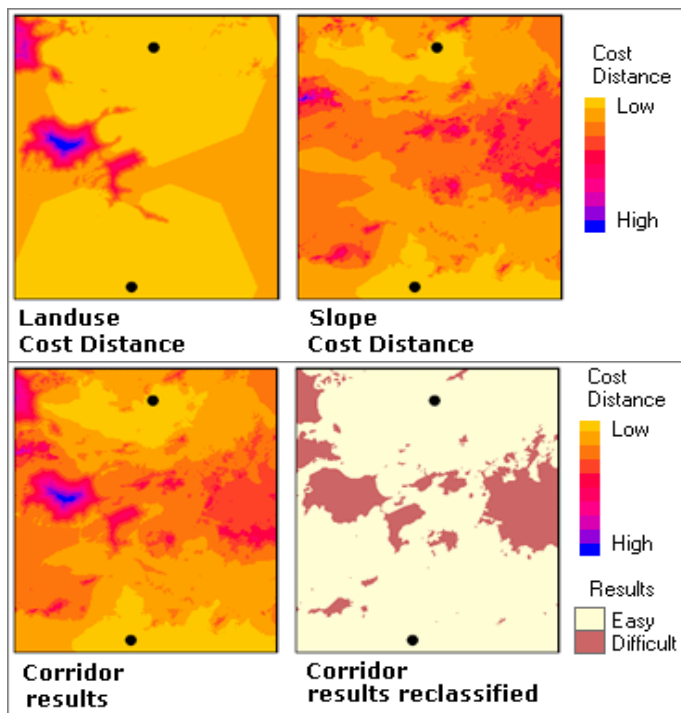 Cost
Distance
Low
High
Landuse
Cost Distance
Slope
Cost Distance
Cost
Distance
Low
High
Results
Easy
Difficult
Corridor
results
Corridor
results reclassified